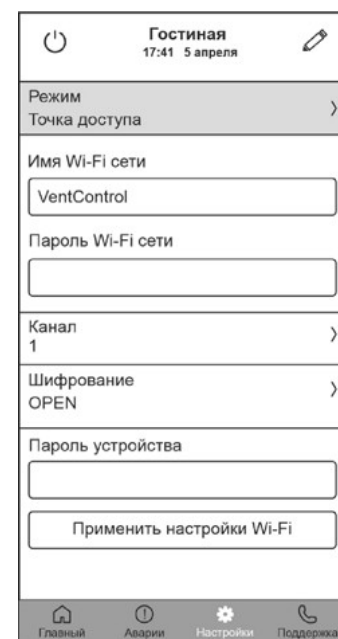 Гостиная
17:41 5 апреля
Режим
Точка доступа
Имя Wi-Fi сети
VentControl
Пароль Wi-Fi сети
Канал
1
Шифрование
OPEN
Пароль устройства
Применить настройки Wi-Fi
Главный Аварии Настройки Поддержка